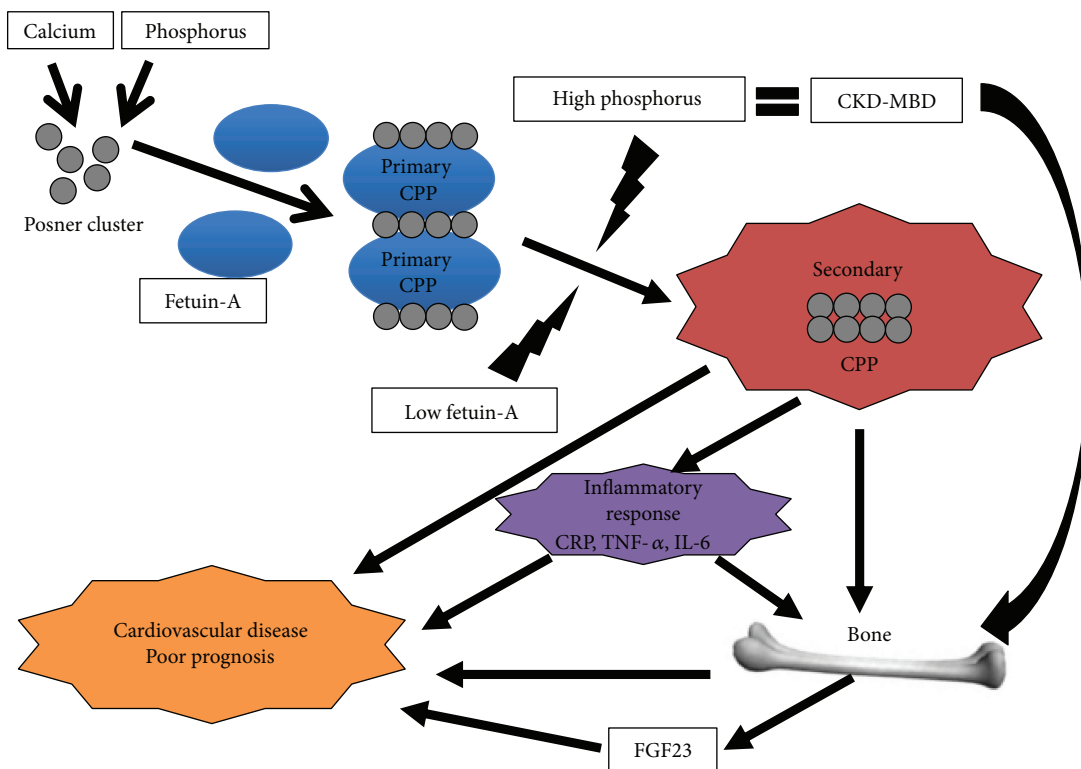 Calcium
Phosphorus
High phosphorus
CKD-MBD
Primary
CPP
Posner cluster
Primary
CPP
Fetuin-A
Secondary
CPP
Low fetuin-A
Inflammatory
response
CRP, TNF- α, IL-6
Cardiovascular disease
Poor prognosis
Bone
FGF23